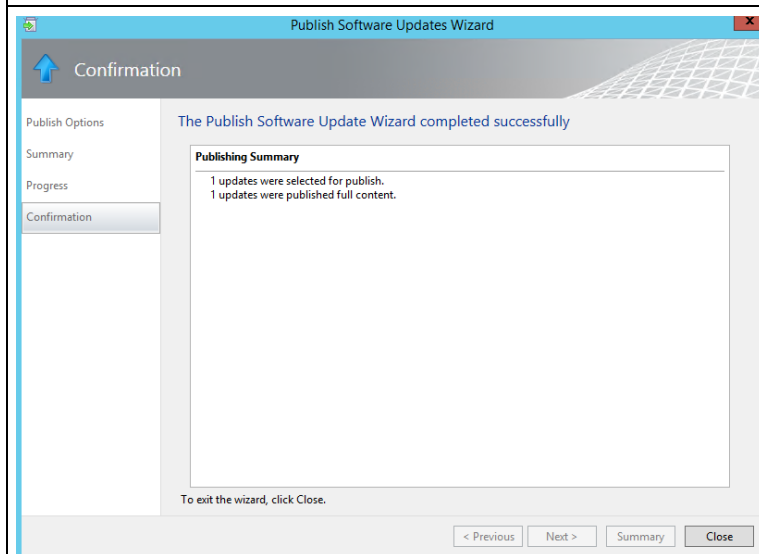 Publish Software Updates Wizard
x
Confirmation
Publish Options
Summary
Progress
Confirmation
The Publish Software Update Wizard completed successfully
Publishing Summary
1 updates were selected for publish.
1 updates were published full content.
To exit the wizard, click Close.
< Previous
Next >
Summary
Close